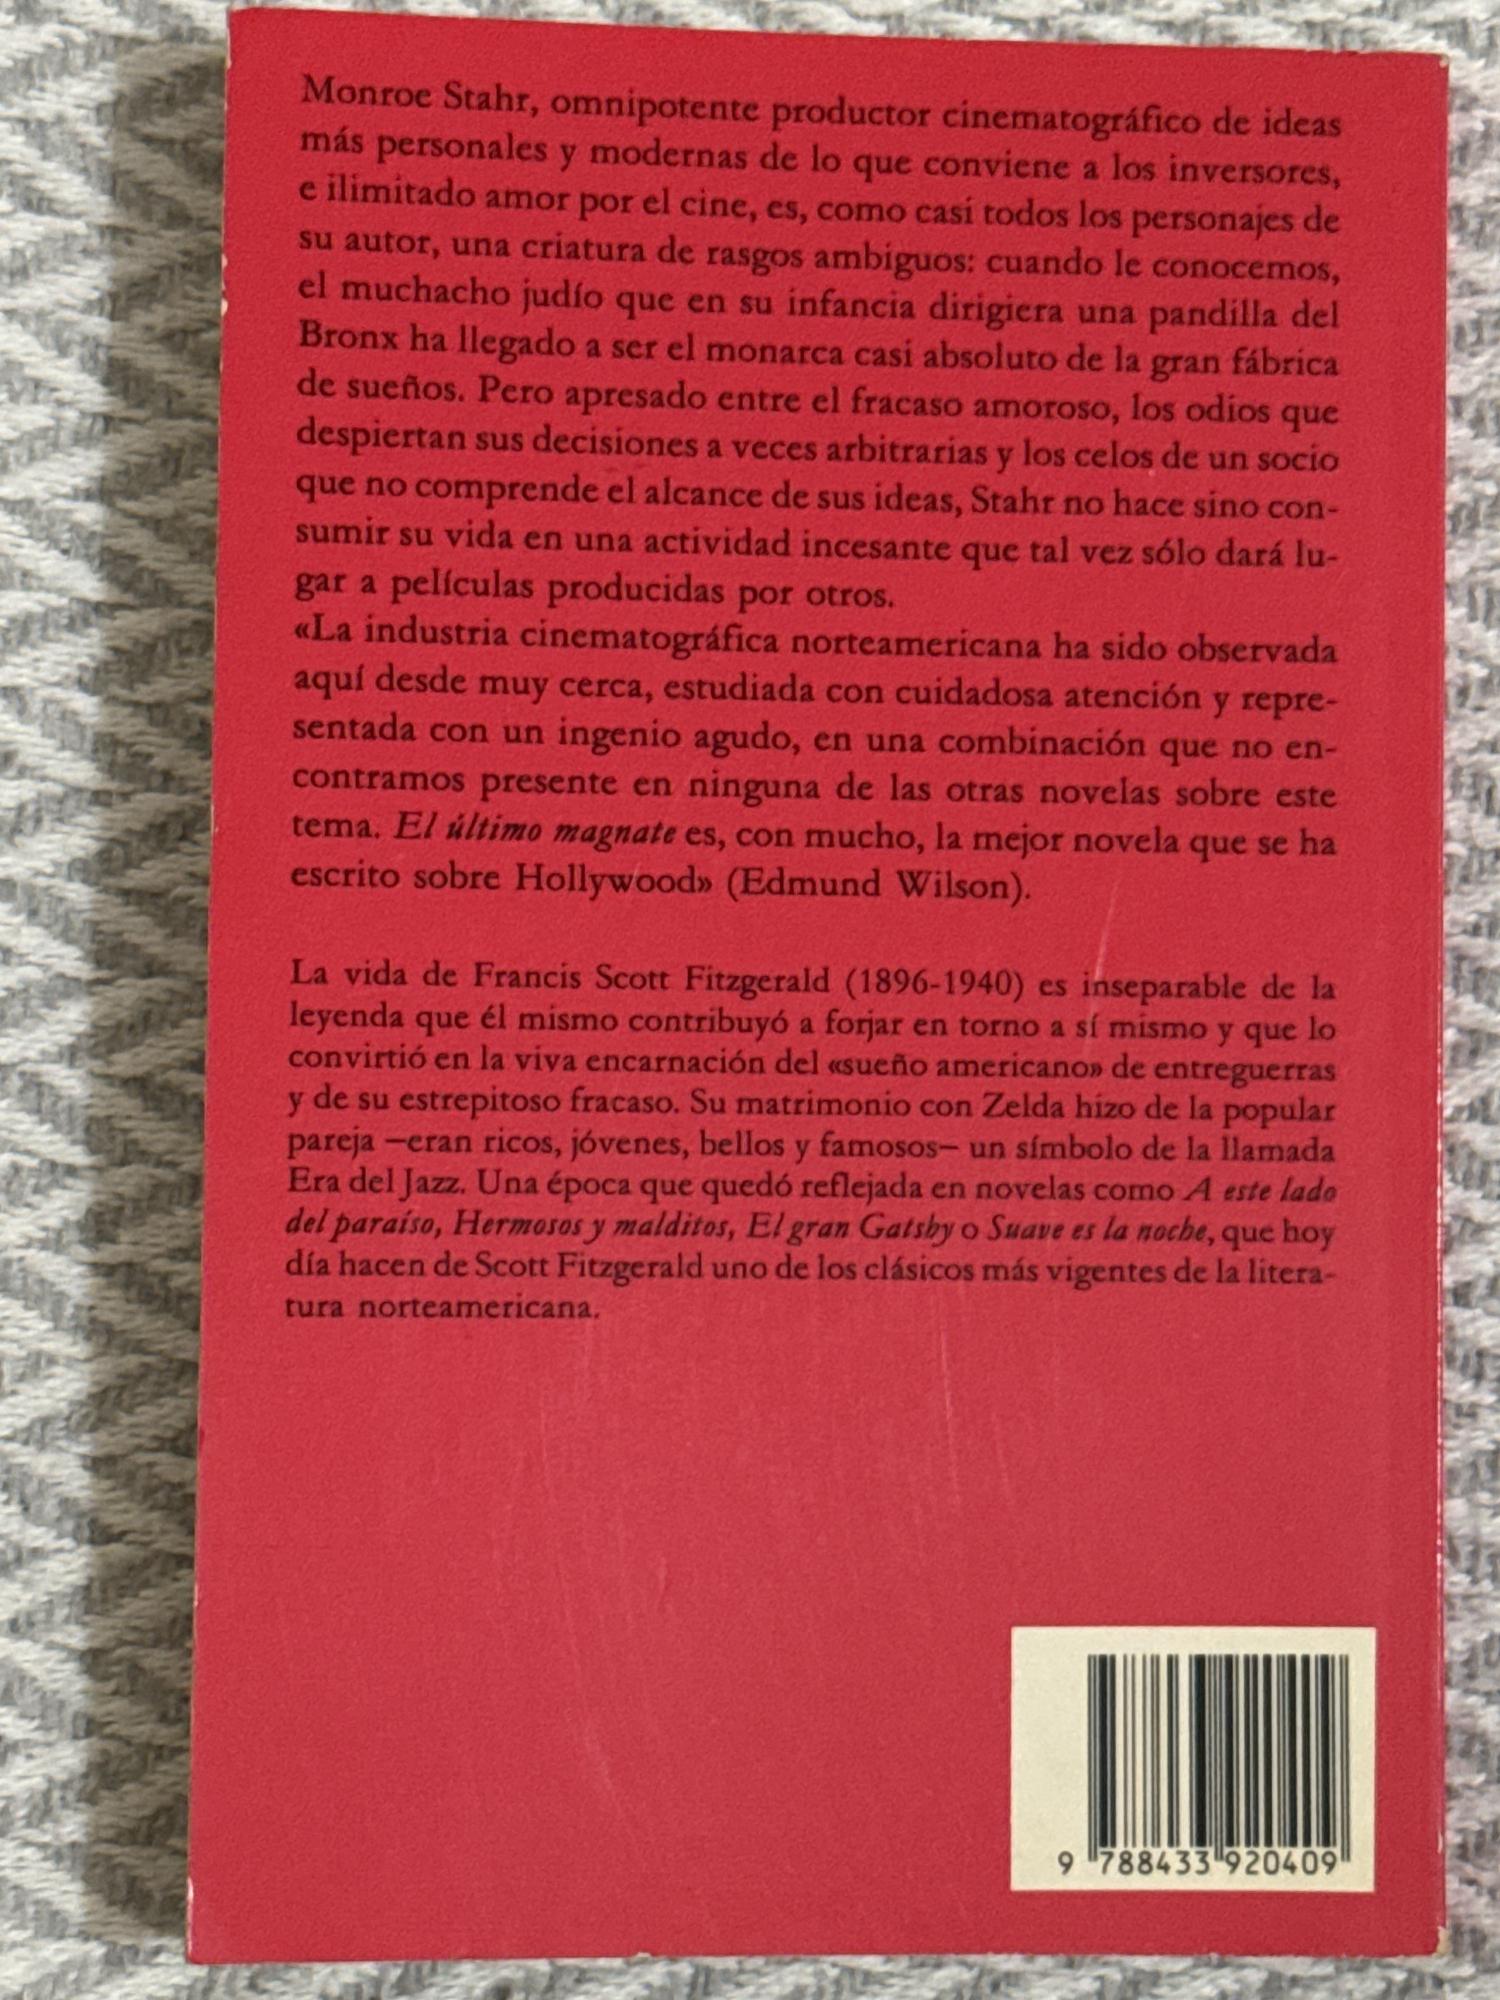 Monroe Stahr, omnipotente productor cinematográfico de ideas
más personales y modernas de lo que conviene a los inversores,
e ilimitado amor por el cine, es, como casi todos los personajes de
su autor, una criatura de rasgos ambiguos: cuando le conocemos,
el muchacho judío que en su infancia dirigiera una pandilla del
Bronx ha llegado a ser el monarca casi absoluto de la gran fábrica
de sueños. Pero apresado entre el fracaso amoroso, los odios que
despiertan sus decisiones a veces arbitrarias y los celos de un socio
que no comprende el alcance de sus ideas, Stahr no hace sino con-
sumir su vida en una actividad incesante que tal vez sólo dará lu-
gar a películas producidas por otros.
«La industria cinematográfica norteamericana ha sido observada
aquí desde muy cerca, estudiada con cuidadosa atención y repre-
sentada con un ingenio agudo, en una combinación que no en-
contramos presente en ninguna de las otras novelas sobre este
tema. El último magnate es, con mucho, la mejor novela que se ha
escrito sobre Hollywood» (Edmund Wilson).
La vida de Francis Scott Fitzgerald (1896-1940) es inseparable de la
leyenda que él mismo contribuyó a forjar en torno a sí mismo y que lo
convirtió en la viva encarnación del «sueño americano» de entreguerras
y de su estrepitoso fracaso. Su matrimonio con Zelda hizo de la popular
pareja —eran ricos, jóvenes, bellos y famosos— un símbolo de la llamada
Era del Jazz. Una época que quedó reflejada en novelas como A este lado
del paraíso, Hermosos y malditos, El gran Gatsby o Suave es la noche, que hoy
día hacen de Scott Fitzgerald uno de los clásicos más vigentes de la litera-
tura norteamericana.
9 788433 920409